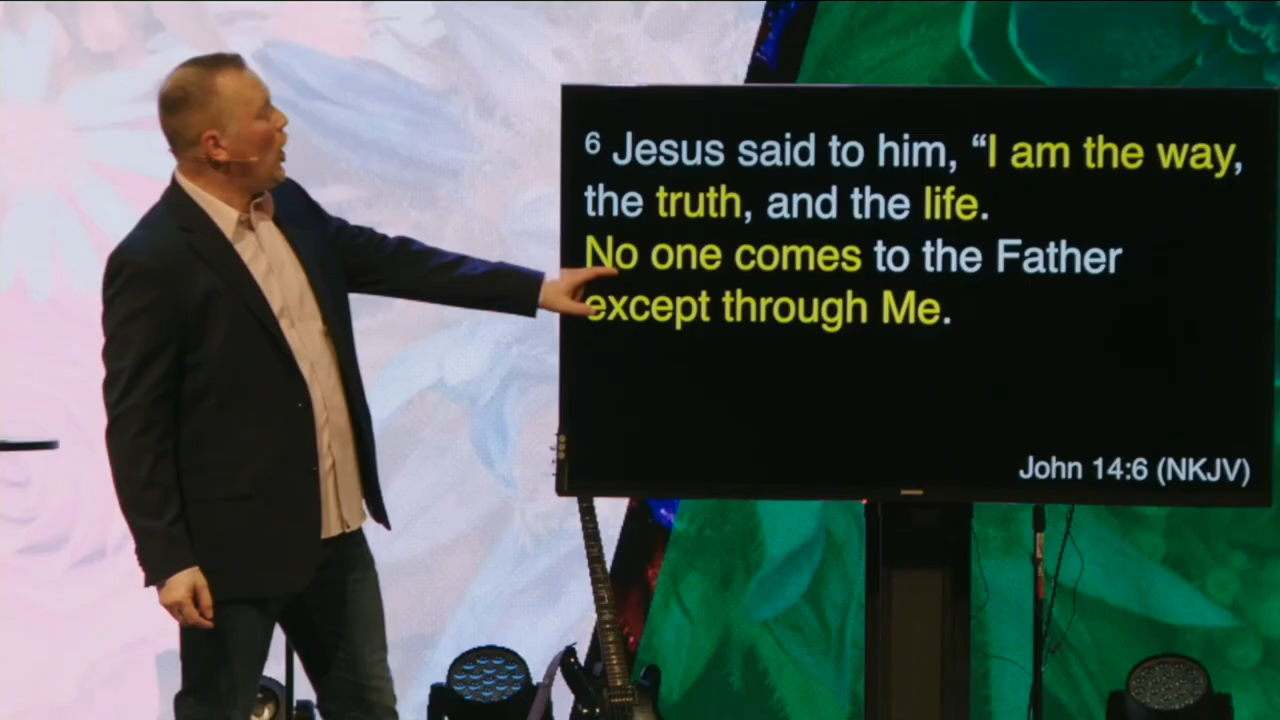 6 Jesus said to him, “I am the way,
the truth, and the life.
No one comes to the Father
except through Me.
John 14:6 (NKJV)